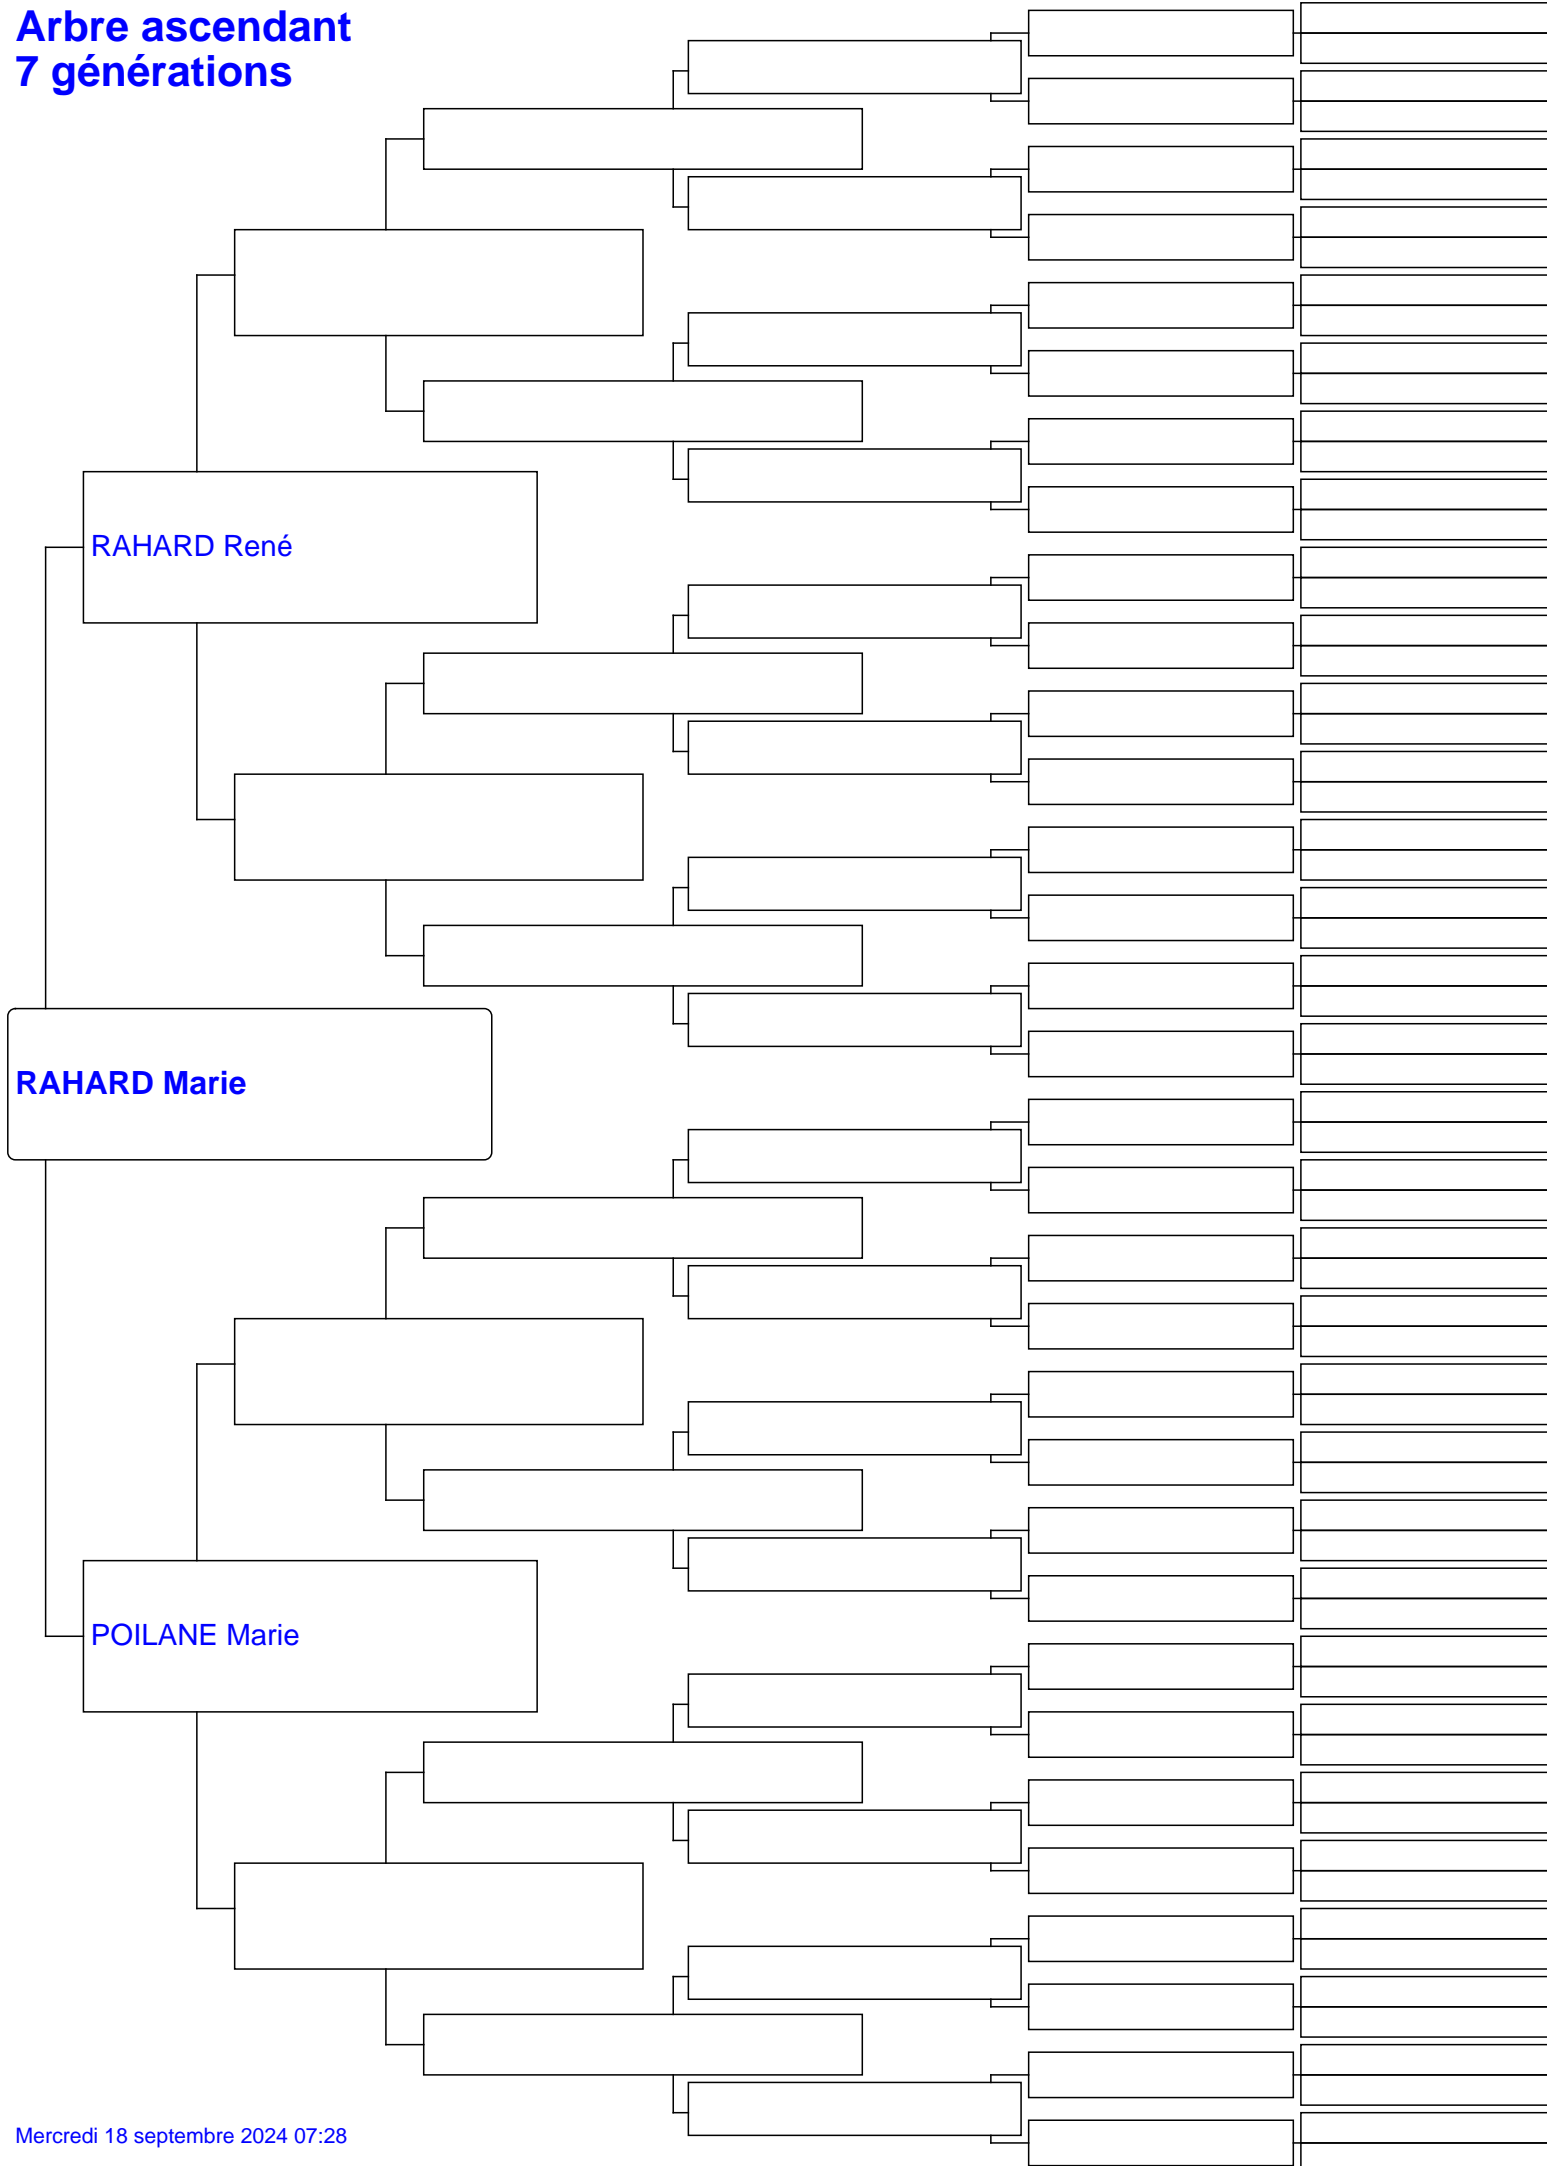 Arbre ascendant
7 générations
RAHARD René
RAHARD Marie
POILANE Marie
Mercredi 18 septembre 2024 07:28